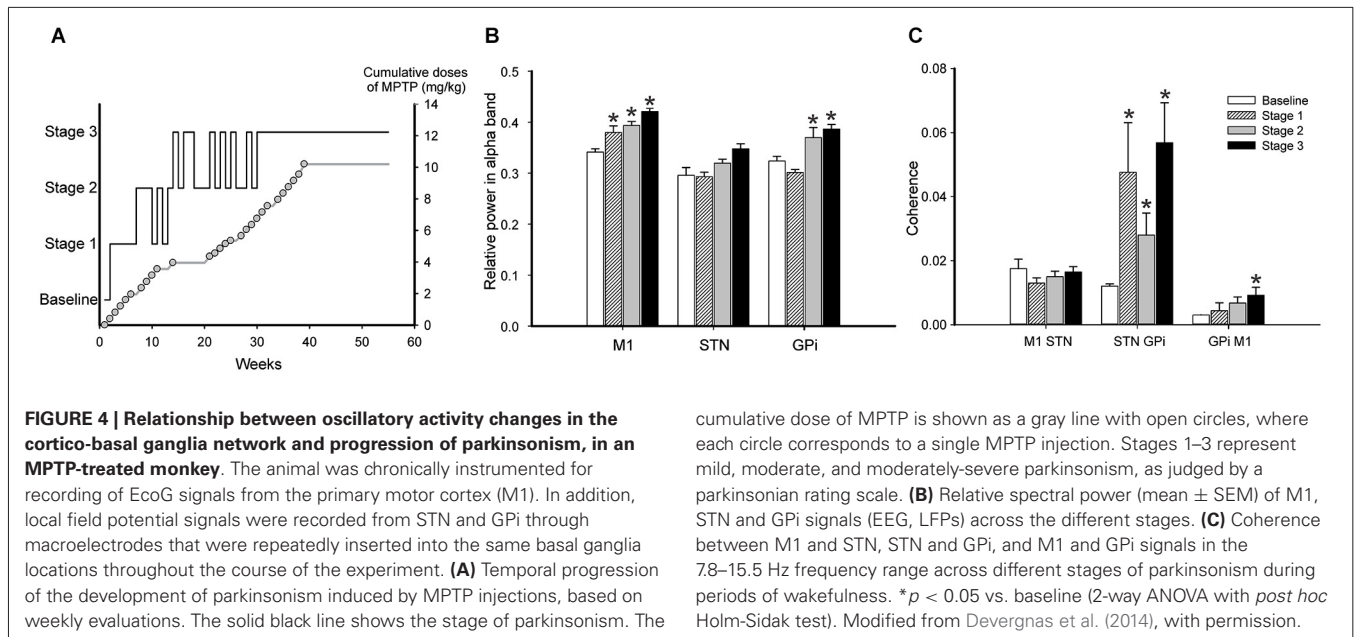 A
Cumulative doses
of MPTP (mg/kg)
Stage 3
Stage 2
Stage 1
Baseline
14
12
10
8
6
4
2
0
0 10 20 30 40 50 60
Weeks
B
Relative power in alpha band
0.5
0.4
0.3
0.2
0.1
0.0
* * * * *
M1 STN GPi
C
Coherence
0.08
0.06
0.04
0.02
0.00
* * * *
Baseline
Stage 1
Stage 2
Stage 3
M1 STN STN GPi GPi M1
FIGURE 4 | Relationship between oscillatory activity changes in the
cortico-basal ganglia network and progression of parkinsonism, in an
MPTP-treated monkey. The animal was chronically instrumented for
recording of EcoG signals from the primary motor cortex (M1). In addition,
local field potential signals were recorded from STN and GPi through
macroelectrodes that were repeatedly inserted into the same basal ganglia
locations throughout the course of the experiment. (A) Temporal progression
of the development of parkinsonism induced by MPTP injections, based on
weekly evaluations. The solid black line shows the stage of parkinsonism. The
cumulative dose of MPTP is shown as a gray line with open circles, where
each circle corresponds to a single MPTP injection. Stages 1–3 represent
mild, moderate, and moderately-severe parkinsonism, as judged by a
parkinsonian rating scale. (B) Relative spectral power (mean ± SEM) of M1,
STN and GPi signals (EEG, LFPs) across the different stages. (C) Coherence
between M1 and STN, STN and GPi, and M1 and GPi signals in the
7.8–15.5 Hz frequency range across different stages of parkinsonism during
periods of wakefulness. *p < 0.05 vs. baseline (2-way ANOVA with post hoc
Holm-Sidak test). Modified from Devergnas et al. (2014), with permission.